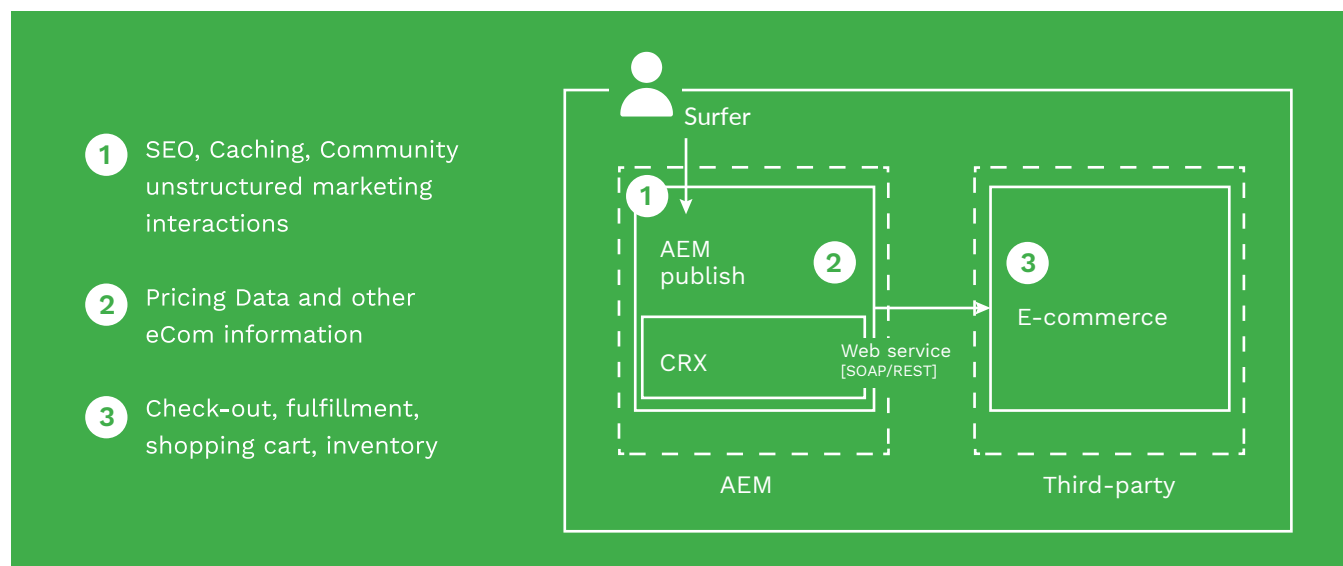 1
SEO, Caching, Community
unstructured marketing
interactions
2
Pricing Data and other
eCom information
3
Check-out, fulfillment,
shopping cart, inventory
Surfer
1
AEM
publish
2
CRX
Web service
[SOAP/REST]
3
E-commerce
AEM
Third-party